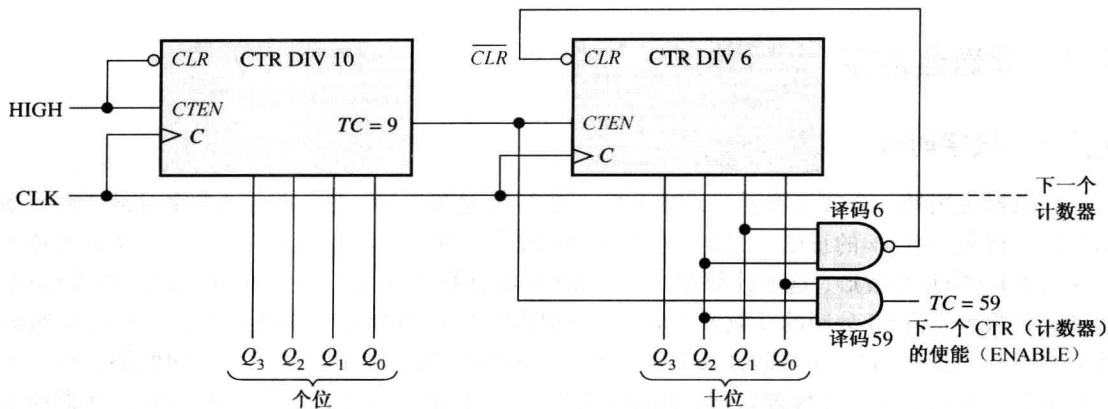 CLR
CTR DIV 10
HIGH
CTEN
TC = 9
C
CLK
Q3 Q2 Q1 Q0
个位
CLR
CLR
CTR DIV 6
CTEN
C
下一个
计数器
译码6
TC = 59
下一个 CTR（计数器）
的使能（ENABLE）
译码59
Q3 Q2 Q1 Q0
十位